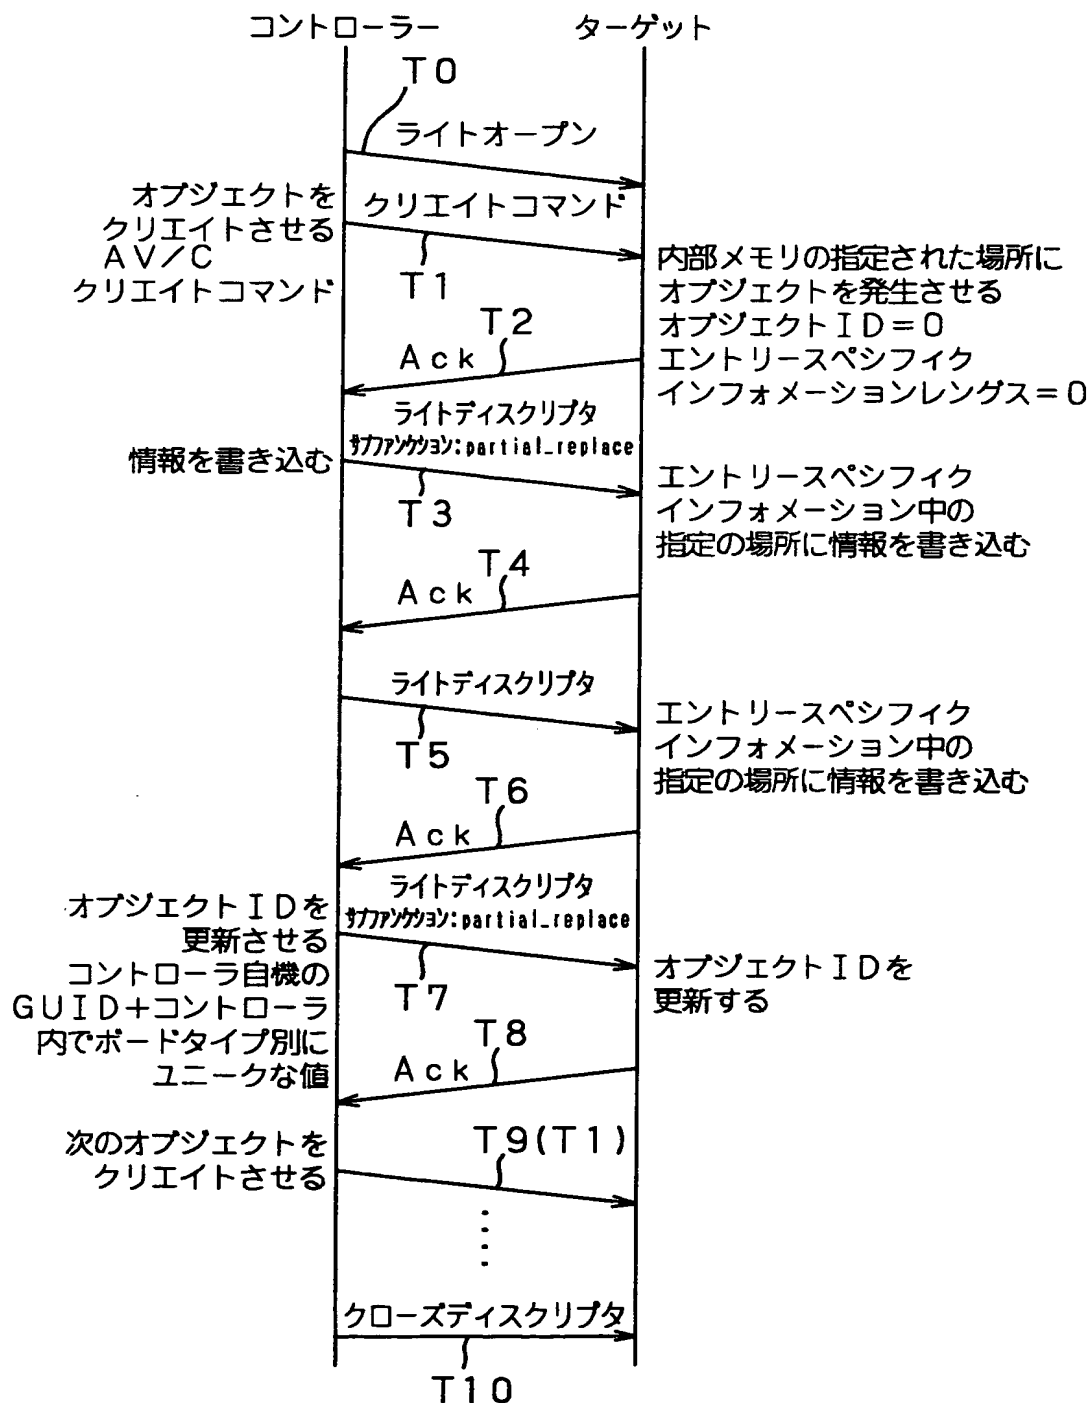 コントローラー
ターゲット
T0
ライトオープン
オブジェクトを
クリエイトさせる
AV/C
クリエイトコマンド
クリエイトコマンド
T1
内部メモリの指定された場所に
オブジェクトを発生させる
オブジェクトID=0
エントリースペシフィク
インフォメーションレングス=0
T2
Ack
ライトディスクリプタ
サブファンクション:partial_replace
情報を書き込む
T3
エントリースペシフィク
インフォメーション中の
指定の場所に情報を書き込む
T4
Ack
ライトディスクリプタ
T5
エントリースペシフィク
インフォメーション中の
指定の場所に情報を書き込む
T6
Ack
ライトディスクリプタ
サブファンクション:partial_replace
オブジェクトIDを
更新させる
コントローラ自機の
GUID+コントローラ
内でボードタイプ別に
ユニークな値
T7
オブジェクトIDを
更新する
T8
Ack
次のオブジェクトを
クリエイトさせる
T9(T1)
クローズディスクリプタ
T10